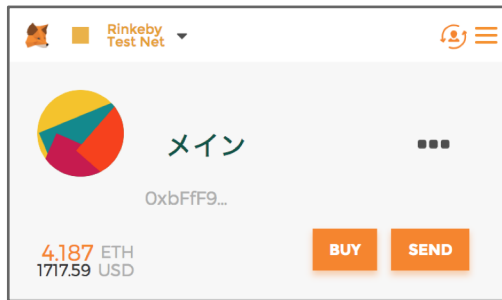 Rinkeby
Test Net
メイン
0xbFfF9...
4.187 ETH
1717.59 USD
BUY
SEND